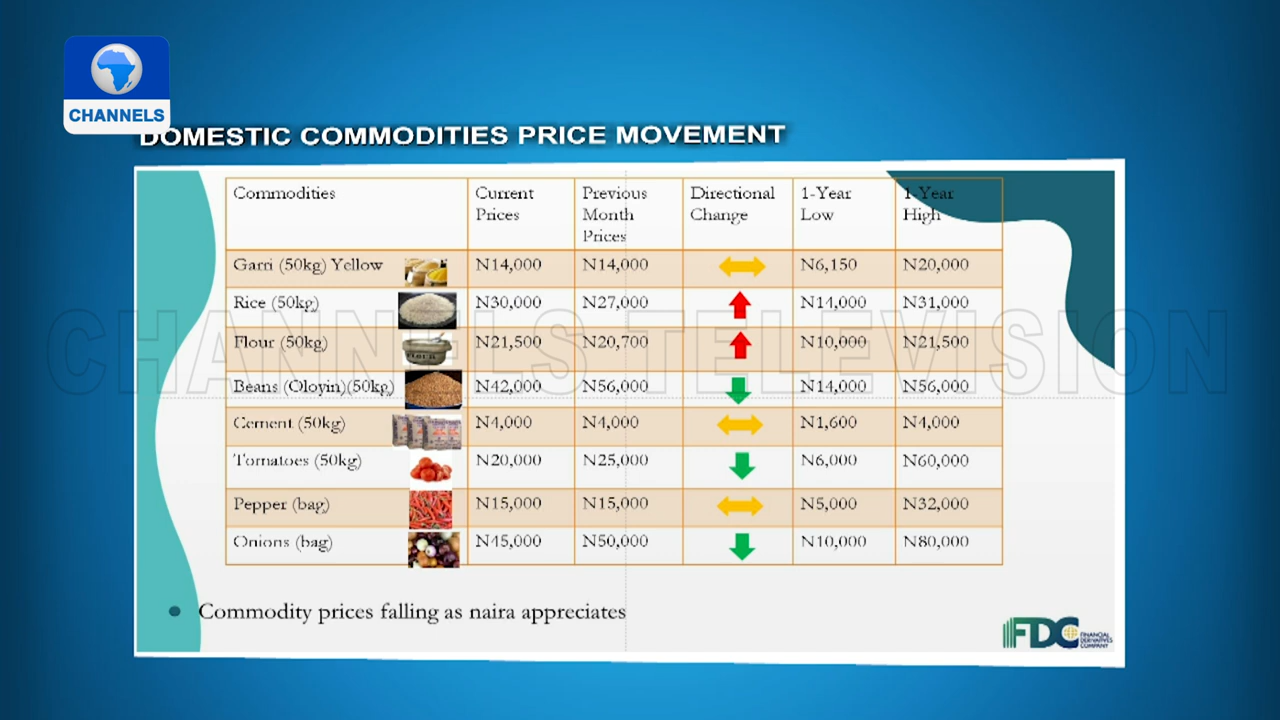 CHANNELS
DOMESTIC COMMODITIES PRICE MOVEMENT
Commodities Current Prices Previous Month Prices Directional Change 1-Year Low 1-Year High
Garri (50kg) Yellow N14,000 N14,000 N6,150 N20,000
Rice (50kg) N30,000 N27,000 N14,000 N31,000
Flour (50kg) N21,500 N20,700 N10,000 N21,500
Beans (Oloyin)(50kg) N42,000 N56,000 N14,000 N56,000
Cement (50kg) N4,000 N4,000 N1,600 N4,000
Tomatoes (50kg) N20,000 N25,000 N6,000 N60,000
Pepper (bag) N15,000 N15,000 N5,000 N32,000
Onions (bag) N45,000 N50,000 N10,000 N80,000
CHANNELS TELEVISION
Commodity prices falling as naira appreciates
FDC FINANCIAL
DERIVATIVES
COMPANY